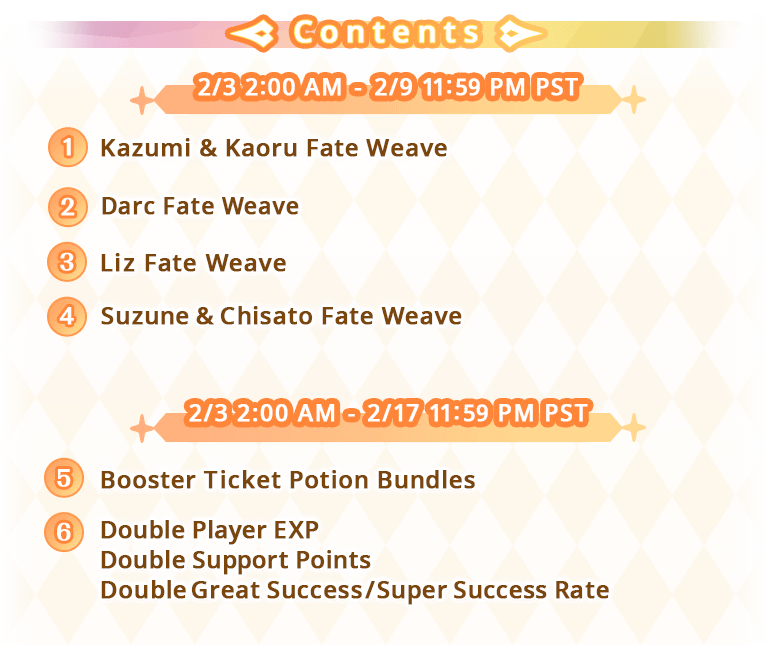 Contents
2/3 2:00 AM - 2/9 11:59 PM PST
1 Kazumi & Kaoru Fate Weave
2 Darc Fate Weave
3 Liz Fate Weave
4 Suzune & Chisato Fate Weave
2/3 2:00 AM - 2/17 11:59 PM PST
5 Booster Ticket Potion Bundles
6 Double Player EXP
Double Support Points
Double Great Success/Super Success Rate